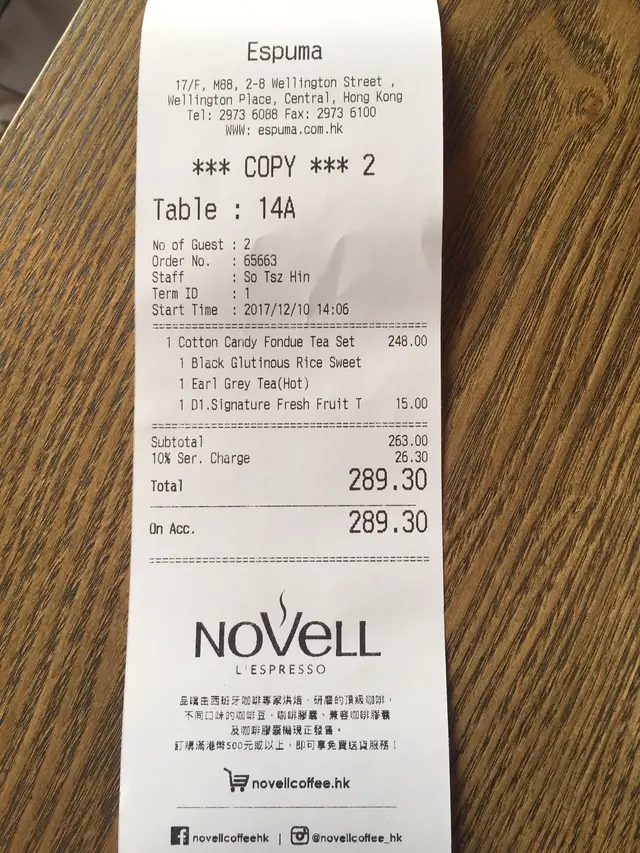 Espuma
17/F, M88, 2-8 Wellington Street ,
Wellington Place, Central, Hong Kong
Tel: 2973 6088 Fax: 2973 6100
WWW: espuma.com.hk
*** COPY *** 2
Table : 14A
No of Guest : 2
Order No. : 65663
Staff : So Tsz Hin
Term ID : 1
Start Time : 2017/12/10 14:06
1 Cotton Candy Fondue Tea Set 248.00
1 Black Glutinous Rice Sweet
1 Earl Grey Tea(Hot)
1 D1.Signature Fresh Fruit T 15.00
Subtotal 263.00
10% Ser. Charge 26.30
Total 289.30
On Acc. 289.30
NOVELL
L'ESPRESSO
品嚐由西班牙咖啡專家烘焙、研磨的頂級咖啡，
不同口味的咖啡豆、咖啡膠囊、兼容咖啡膠囊
及咖啡膠囊機現正發售。
訂購滿港幣500元或以上，即可享免費送貨服務！
novellcoffee.hk
novellcoffeehk | @novellcoffee_hk